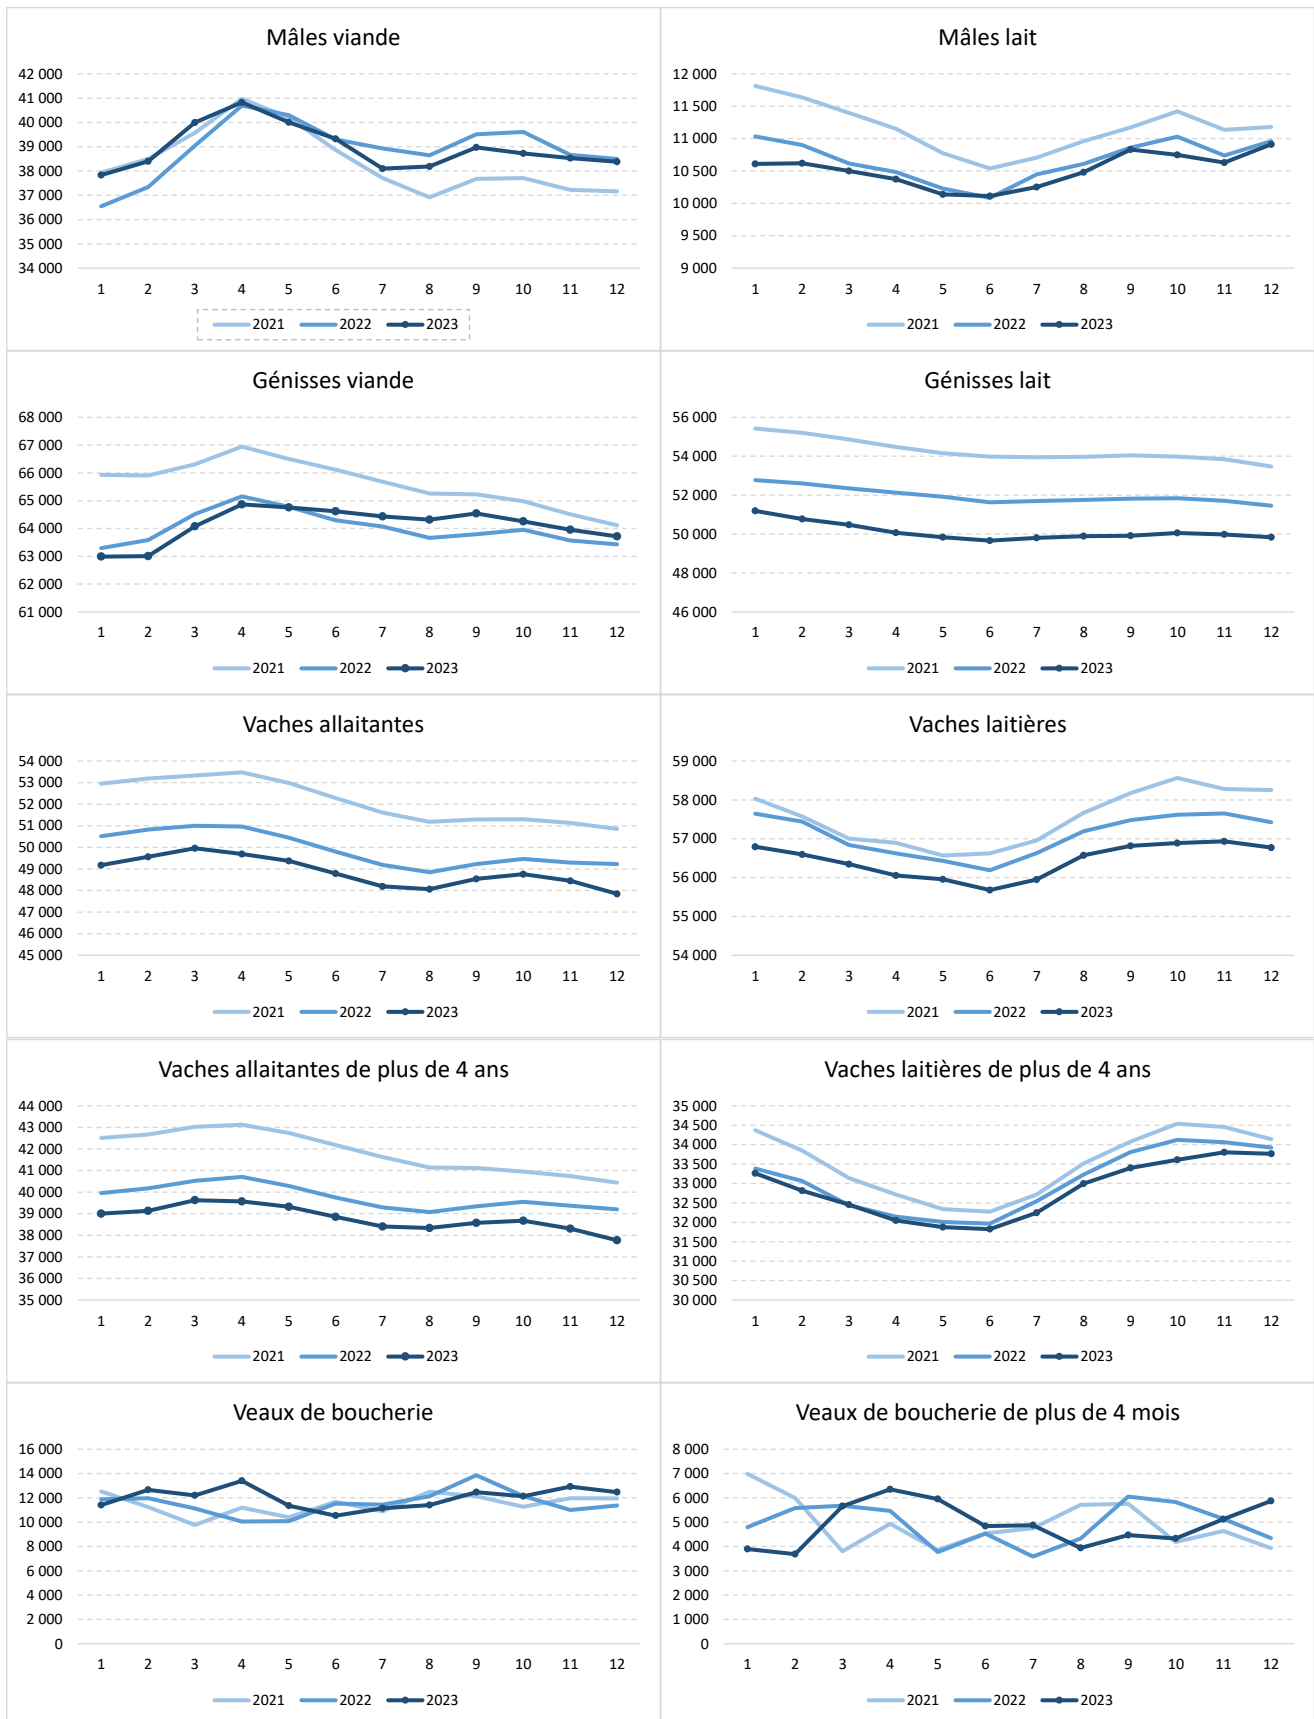 Mâles viande
42 000
41 000
40 000
39 000
38 000
37 000
36 000
35 000
34 000
1 2 3 4 5 6 7 8 9 10 11 12
2021 2022 2023
Mâles lait
12 000
11 500
11 000
10 500
10 000
9 500
9 000
1 2 3 4 5 6 7 8 9 10 11 12
2021 2022 2023
Génisses viande
68 000
67 000
66 000
65 000
64 000
63 000
62 000
61 000
1 2 3 4 5 6 7 8 9 10 11 12
2021 2022 2023
Génisses lait
56 000
54 000
52 000
50 000
48 000
46 000
1 2 3 4 5 6 7 8 9 10 11 12
2021 2022 2023
Vaches allaitantes
54 000
53 000
52 000
51 000
50 000
49 000
48 000
47 000
46 000
45 000
1 2 3 4 5 6 7 8 9 10 11 12
2021 2022 2023
Vaches laitières
59 000
58 000
57 000
56 000
55 000
54 000
1 2 3 4 5 6 7 8 9 10 11 12
2021 2022 2023
Vaches allaitantes de plus de 4 ans
44 000
43 000
42 000
41 000
40 000
39 000
38 000
37 000
36 000
35 000
1 2 3 4 5 6 7 8 9 10 11 12
2021 2022 2023
Vaches laitières de plus de 4 ans
35 000
34 500
34 000
33 500
33 000
32 500
32 000
31 500
31 000
30 500
30 000
1 2 3 4 5 6 7 8 9 10 11 12
2021 2022 2023
Veaux de boucherie
16 000
14 000
12 000
10 000
8 000
6 000
4 000
2 000
0
1 2 3 4 5 6 7 8 9 10 11 12
2021 2022 2023
Veaux de boucherie de plus de 4 mois
8 000
7 000
6 000
5 000
4 000
3 000
2 000
1 000
0
1 2 3 4 5 6 7 8 9 10 11 12
2021 2022 2023